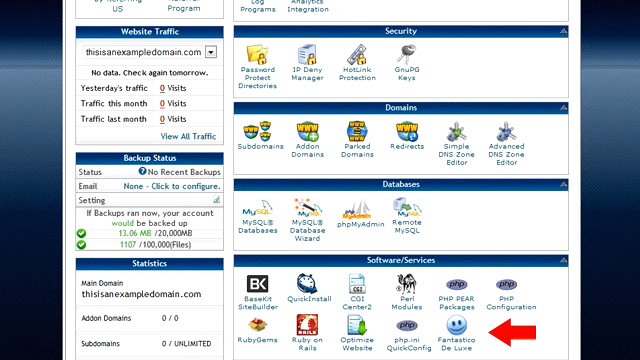 By Referring
US
Referral
Program
Log
Programs
Analytics
Integration
Website Traffic
thisisanexampledomain.com
No data. Check again tomorrow.
Yesterday's traffic 0 Visits
Traffic this month 0 Visits
Traffic last month 0 Visits
View All Traffic
Backup Status
Status No Recent Backups
Email None - Click to configure.
Setting
If Backups ran now, your account
would be backed up
13.06 MB /20,000MB
1107 /100,000(Files)
Statistics
Main Domain
thisisanexampledomain.com
Addon Domains 0 / 0
Subdomains 0 / UNLIMITED
Security
Password
Protect
Directories
IP Deny
Manager
HotLink
Protection
GnuPG
Keys
Domains
Subdomains
Addon
Domains
Parked
Domains
Redirects
Simple
DNS Zone
Editor
Advanced
DNS Zone
Editor
Databases
MySQL®
Databases
MySQL®
Database
Wizard
phpMyAdmin
Remote
MySQL
Software/Services
BaseKit
SiteBuilder
QuickInstall
CGI
Center2
Perl
Modules
PHP PEAR
Packages
PHP
Configuration
RubyGems
Ruby on
Rails
Optimize
Website
php.ini
QuickConfig
Fantastico
De Luxe